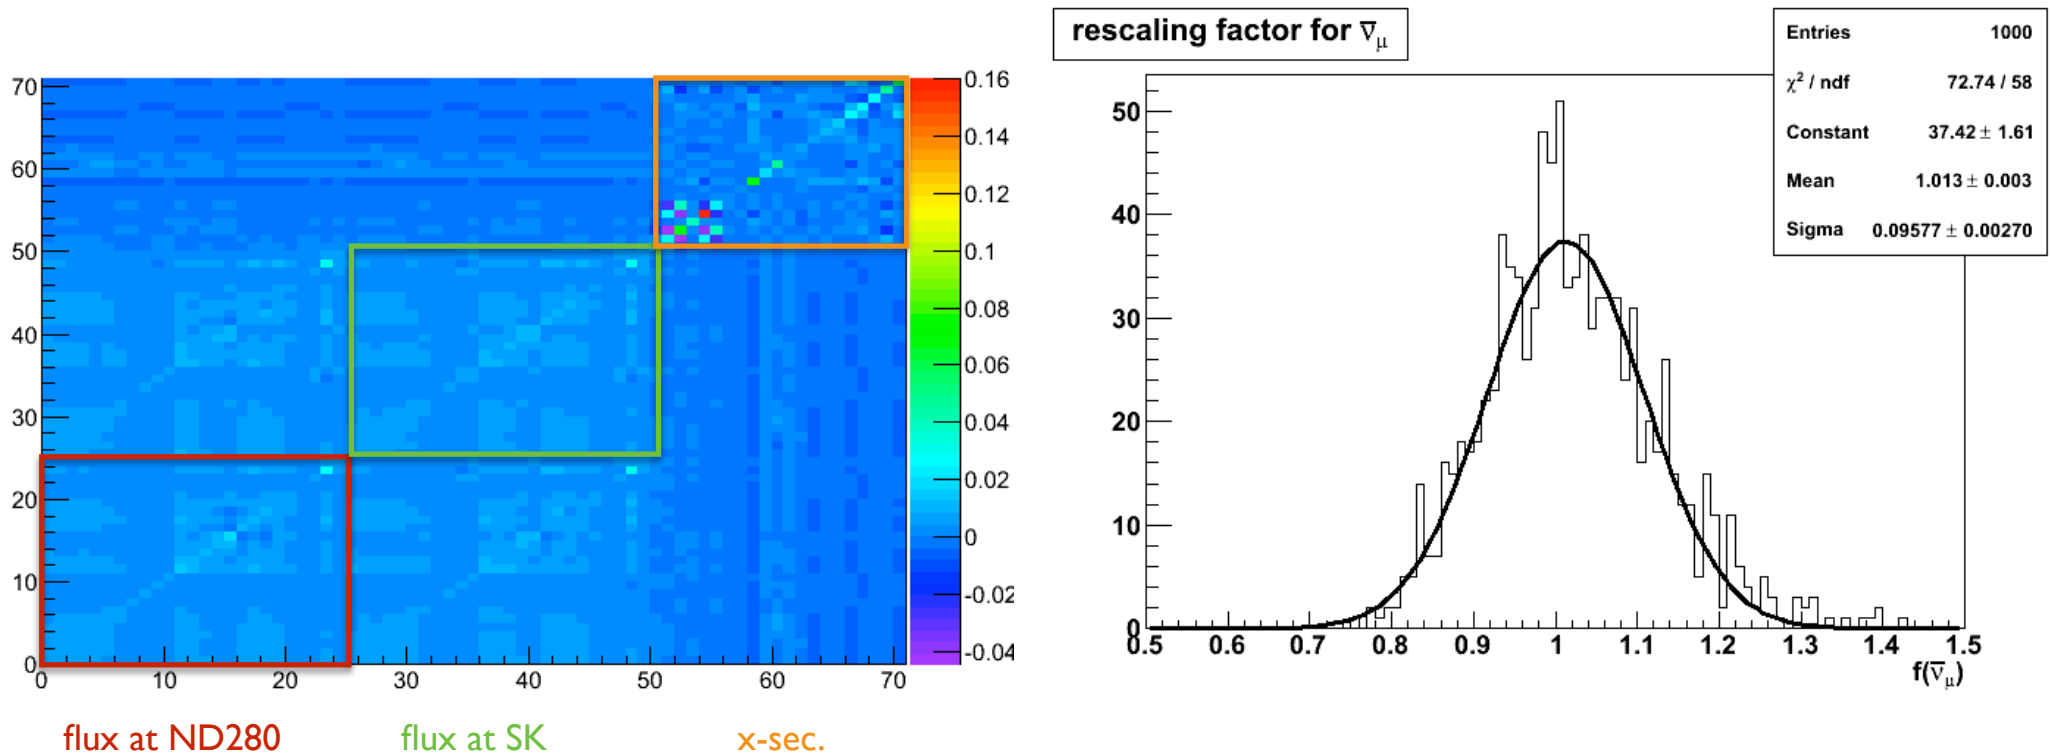 70
60
50
40
30
20
10
0
0 10 20 30 40 50 60 70
0.16
0.14
0.12
0.1
0.08
0.06
0.04
0.02
0
-0.02
-0.04
flux at ND280 flux at SK x-sec.
rescaling factor for ν̅μ
Entries 1000
χ² / ndf 72.74 / 58
Constant 37.42 ± 1.61
Mean 1.013 ± 0.003
Sigma 0.09577 ± 0.00270
50
40
30
20
10
0
0.5 0.6 0.7 0.8 0.9 1 1.1 1.2 1.3 1.4 1.5
f(ν̅μ)